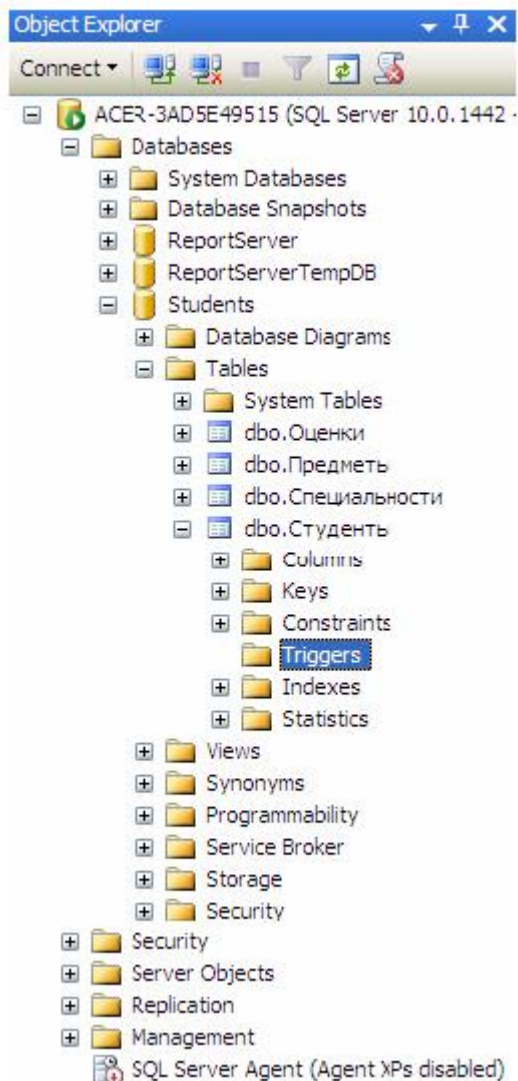 Object Explorer
Connect
ACER-3AD5E49515 (SQL Server 10.0.1442 -
Databases
System Databases
Database Snapshots
ReportServer
ReportServerTempDB
Students
Database Diagrams
Tables
System Tables
dbo.Оценки
dbo.Предметь
dbo.Специальности
dbo.Студенть
Columns
Keys
Constraints
Triggers
Indexes
Statistics
Views
Synonyms
Programmability
Service Broker
Storage
Security
Security
Server Objects
Replication
Management
SQL Server Agent (Agent XPs disabled)